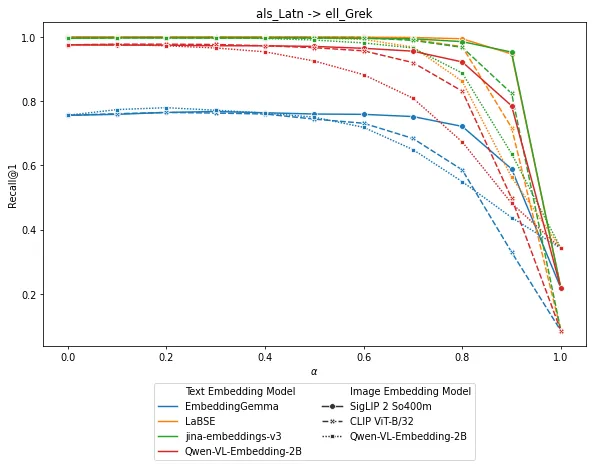 als_Latn -> ell_Grek
1.0
0.8
0.6
0.4
0.2
Recall@1
0.0 0.2 0.4 0.6 0.8 1.0
α
Text Embedding Model Image Embedding Model
EmbeddingGemma SigLIP 2 So400m
LaBSE CLIP ViT-B/32
jina-embeddings-v3 Qwen-VL-Embedding-2B
Qwen-VL-Embedding-2B